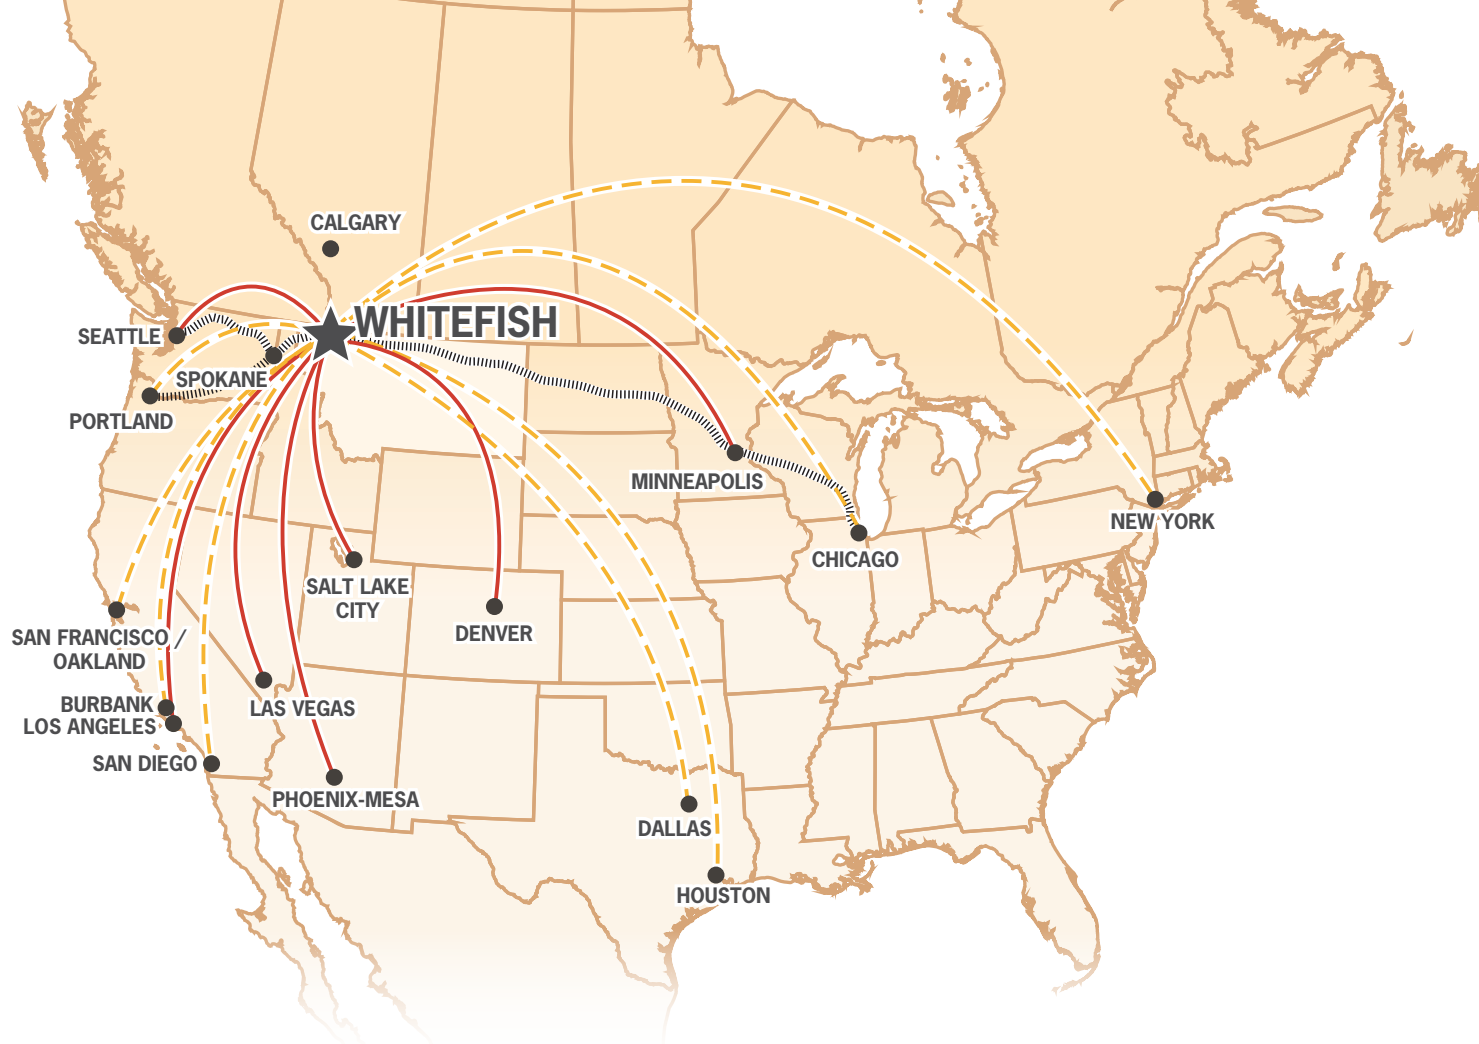 CALGARY
WHITEFISH
SEATTLE
SPOKANE
PORTLAND
MINNEAPOLIS
NEW YORK
CHICAGO
SALT LAKE
CITY
DENVER
SAN FRANCISCO /
OAKLAND
LAS VEGAS
BURBANK
LOS ANGELES
SAN DIEGO
PHOENIX-MESA
DALLAS
HOUSTON